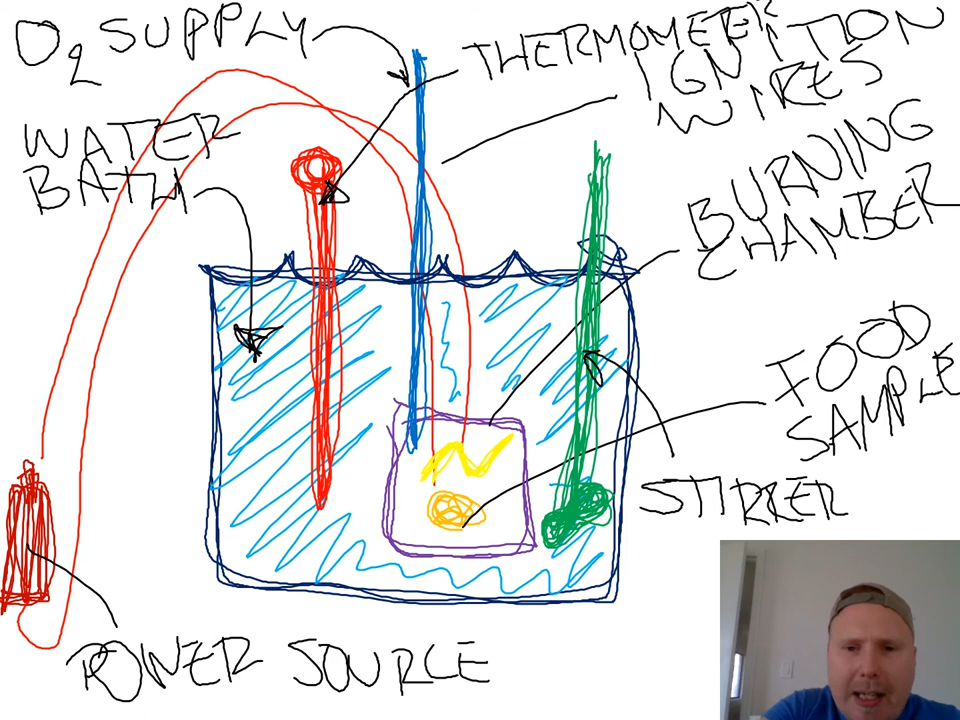 O2 SUPPLY
THERMOMETER
IGNITION
WIRES
WATER
BATH
BURNING
CHAMBER
FOOD
SAMPLE
STIRRER
POWER SOURCE